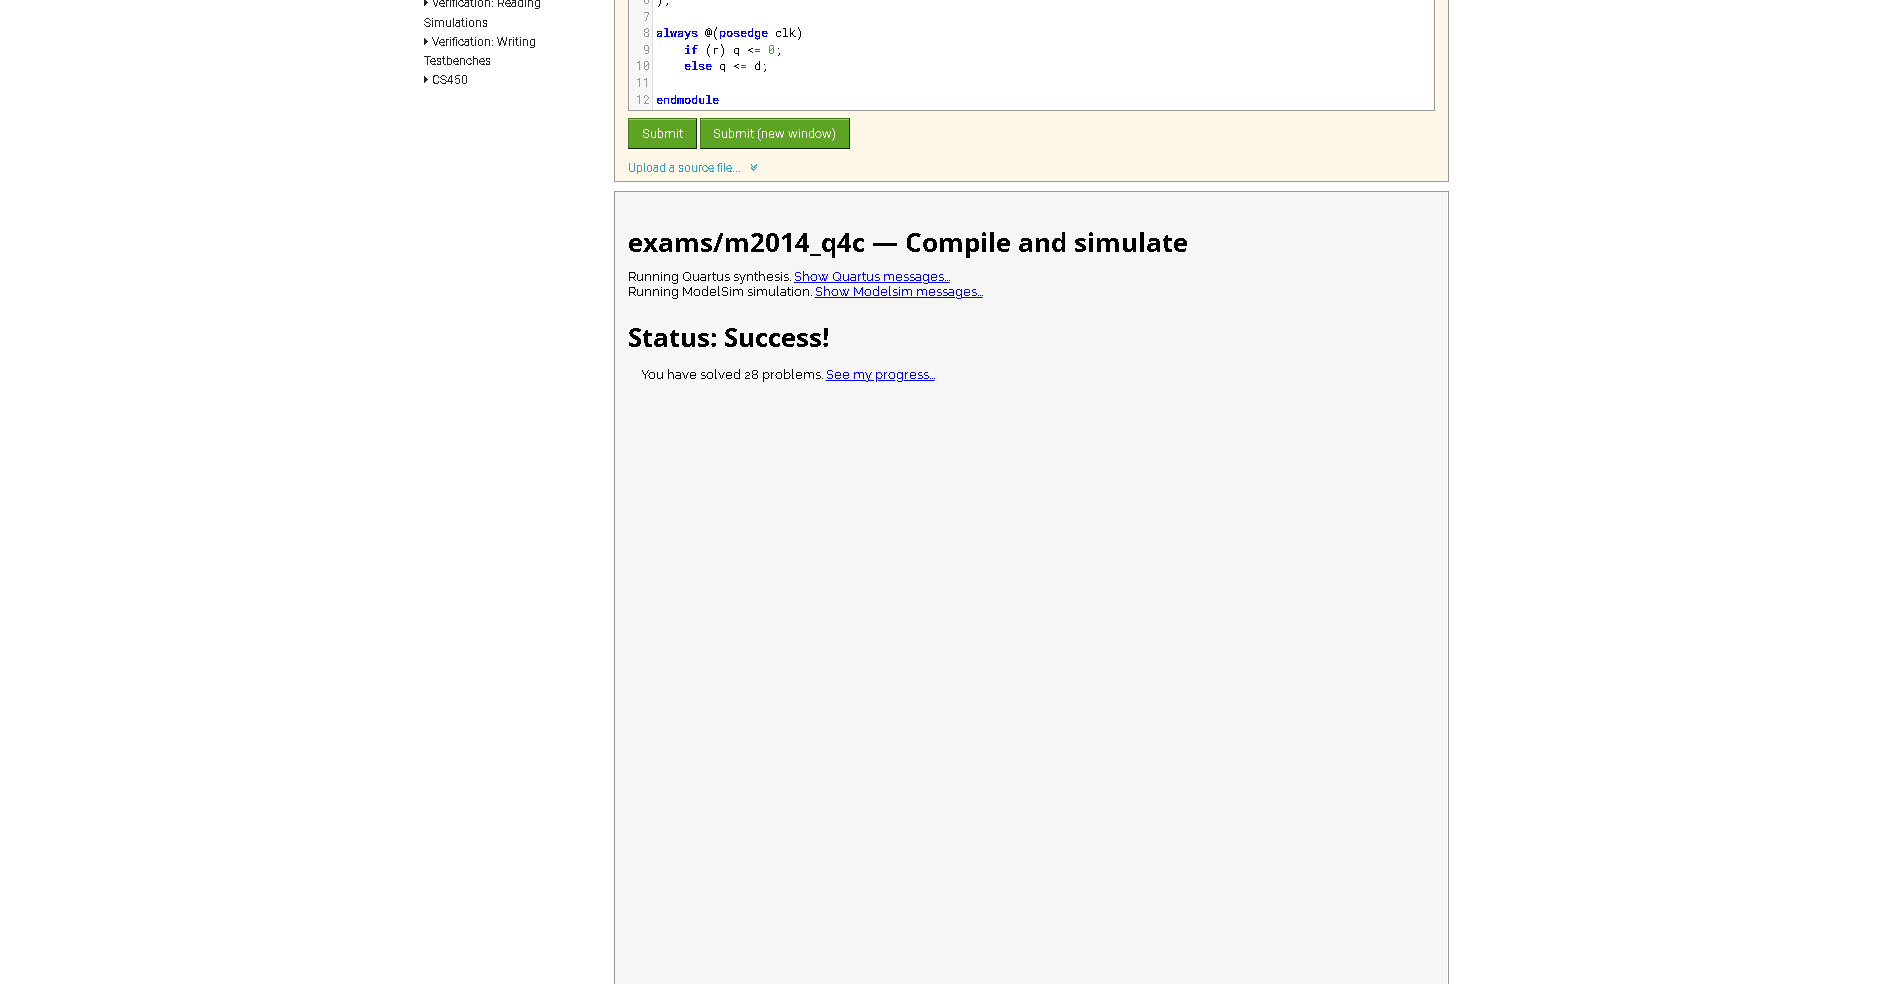 Verification: Reading
Simulations
Verification: Writing
Testbenches
CS450
6 );
7
8 always @(posedge clk)
9 if (r) q <= 0;
10 else q <= d;
11
12 endmodule
Submit Submit (new window)
Upload a source file...
exams/m2014_q4c — Compile and simulate
Running Quartus synthesis. Show Quartus messages...
Running ModelSim simulation. Show Modelsim messages...
Status: Success!
You have solved 28 problems. See my progress...